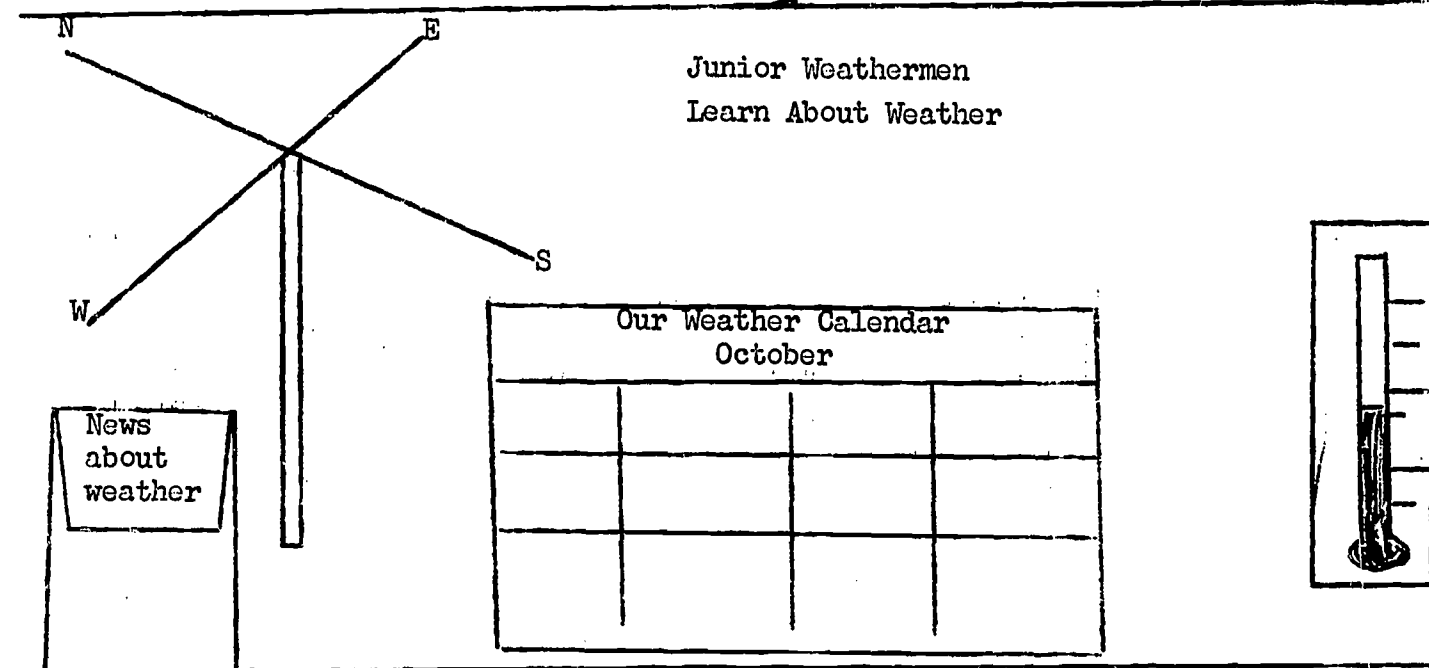 N
E
Junior Weathermen
Learn About Weather
S
W
Our Weather Calendar
October
News
about
weather